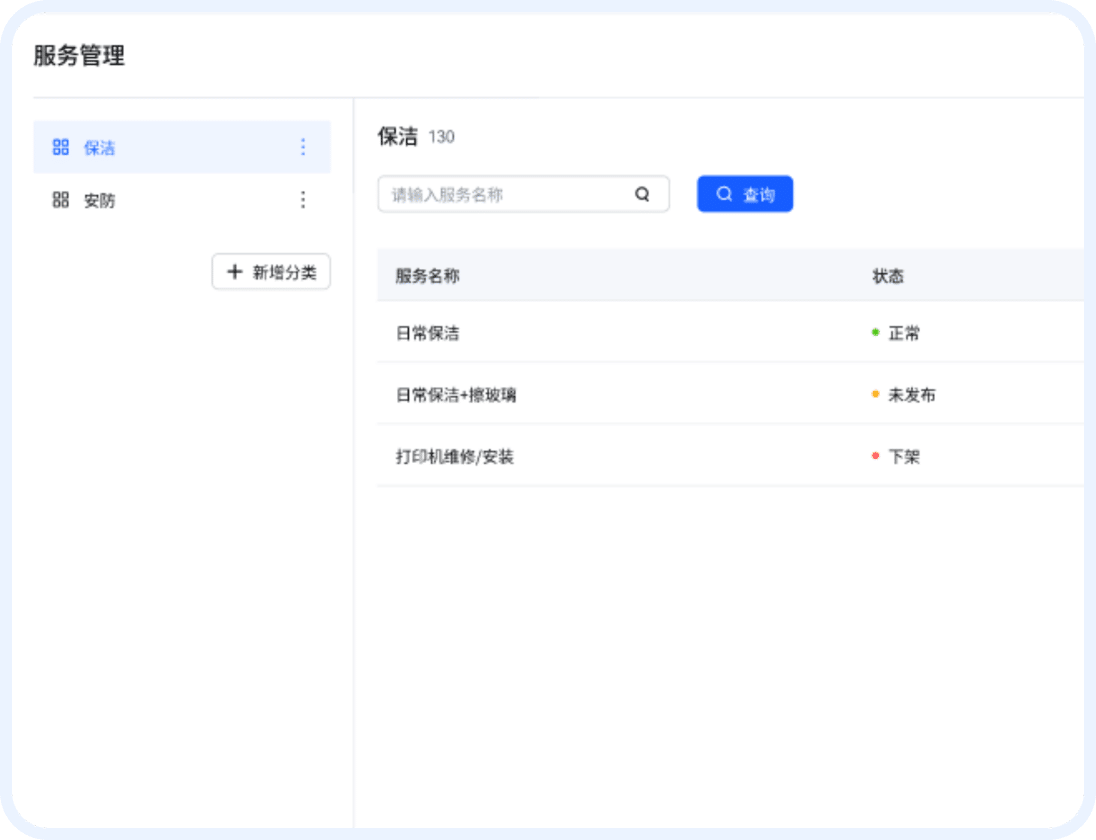 服务管理
保洁
安防
新增分类
保洁 130
请输入服务名称 查询
服务名称 状态
日常保洁 正常
日常保洁+擦玻璃 未发布
打印机维修/安装 下架